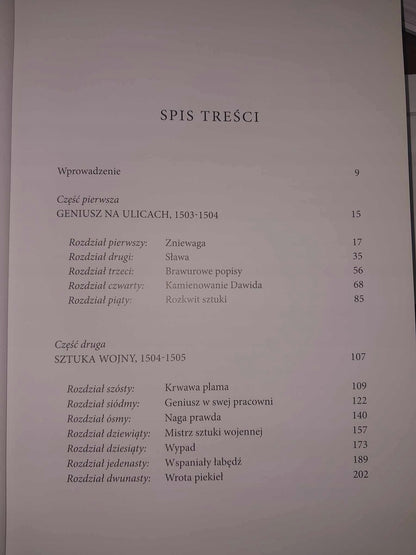 SPIS TREŚCI
Wprowadzenie 9
Część pierwsza
GENIUSZ NA ULICACH, 1503-1504 15
Rozdział pierwszy: Zniewaga 17
Rozdział drugi: Sława 35
Rozdział trzeci: Brawurowe popisy 56
Rozdział czwarty: Kamienowanie Dawida 68
Rozdział piąty: Rozkwit sztuki 85
Część druga
SZTUKA WOJNY, 1504-1505 107
Rozdział szósty: Krwawa plama 109
Rozdział siódmy: Geniusz w swej pracowni 122
Rozdział ósmy: Naga prawda 140
Rozdział dziewiąty: Mistrz sztuki wojennej 157
Rozdział dziesiąty: Wypad 173
Rozdział jedenasty: Wspaniały łabędź 189
Rozdział dwunasty: Wrota piekieł 202